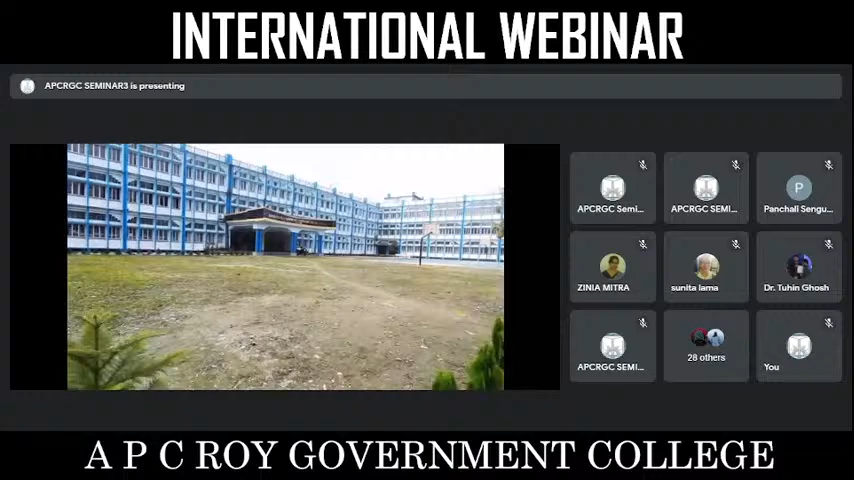 INTERNATIONAL WEBINAR
APCRGC SEMINAR3 is presenting
APCRGC Semi...
APCRGC SEMI...
Panchali Sengu...
P
ZINIA MITRA
sunita lama
Dr. Tuhin Ghosh
APCRGC SEMI...
28 others
You
A P C ROY GOVERNMENT COLLEGE